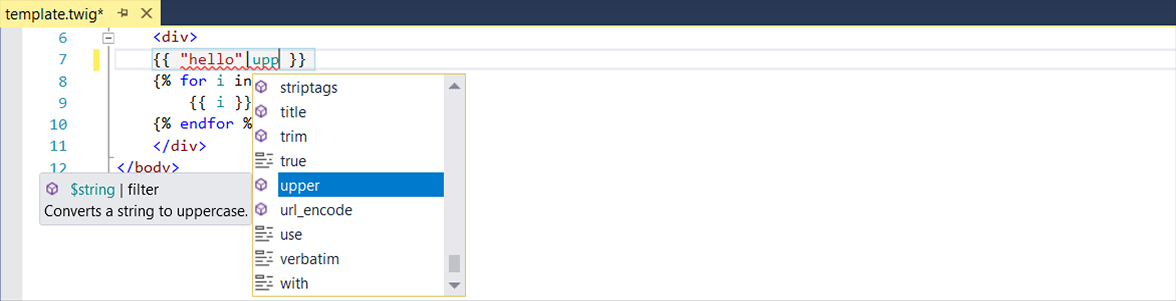 template.twig*
6 <div>
7 {{ "hello"|upp }}
8 {% for i in
9 {{ i }}
10 {% endfor %
11 </div>
12 </body>
striptags
title
trim
true
upper
url_encode
use
verbatim
with
$string | filter
Converts a string to uppercase.